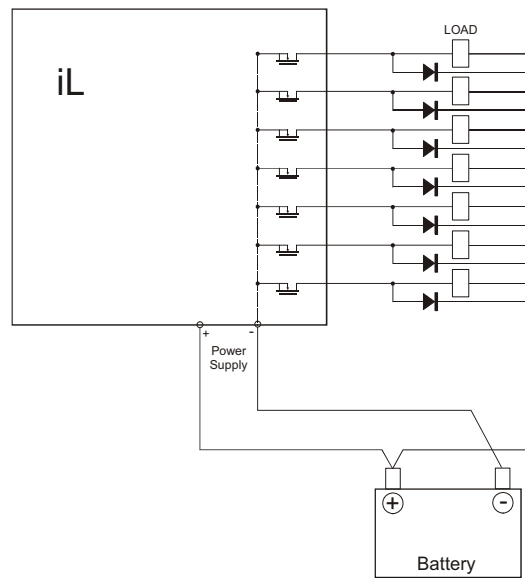 LOAD
iL
+
-
Power
Supply
+
-
Battery